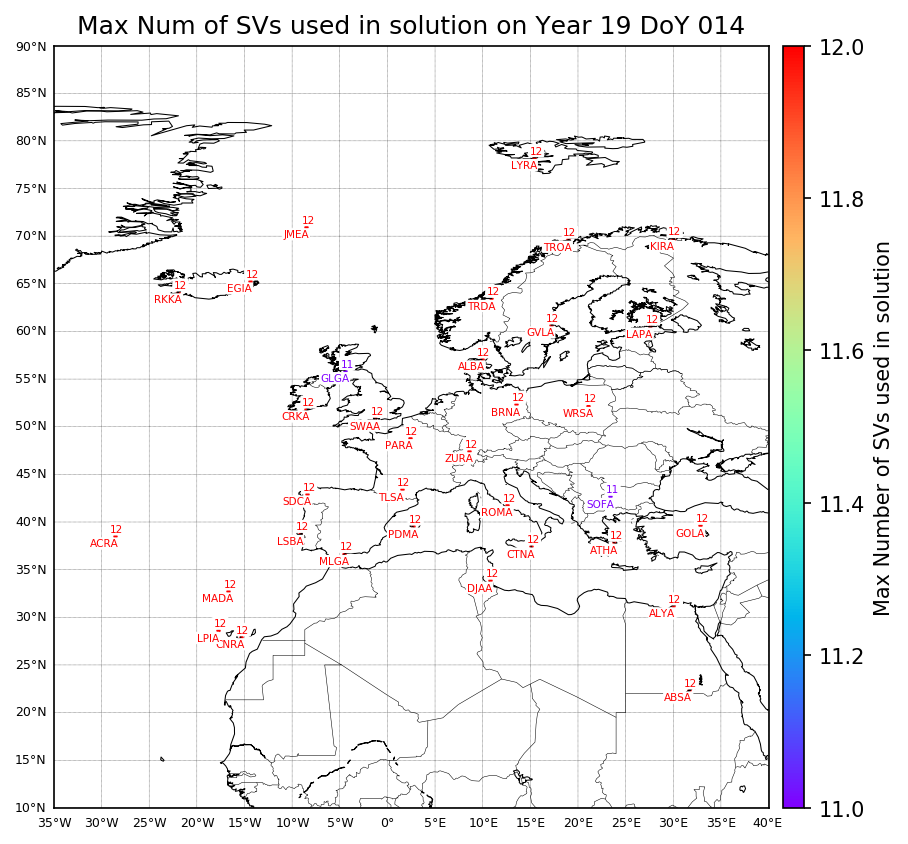 Max Num of SVs used in solution on Year 19 DoY 014
90°N
85°N
80°N
75°N
70°N
65°N
60°N
55°N
50°N
45°N
40°N
35°N
30°N
25°N
20°N
15°N
10°N
35°W
30°W
25°W
20°W
15°W
10°W
5°W
0°
5°E
10°E
15°E
20°E
25°E
30°E
35°E
40°E
12
LYRA
12
JMEA
12
TROA
12
KIRA
12
EGIA
12
RKKA
12
TRDA
12
GVLA
12
LAPA
12
ALBA
11
GLGA
12
CRKA
12
SWAA
12
BRNA
12
WRSA
12
PARA
12
ZURA
12
TLSA
12
SDCA
11
SOFA
12
ROMA
12
PDMA
12
LSBA
12
ACRA
12
GOLA
12
ATHA
12
CTNA
12
MLGA
12
DJAA
12
MADA
12
ALYA
12
LPIA
12
CNRA
12
ABSA
12.0
11.8
11.6
11.4
11.2
11.0
Max Number of SVs used in solution